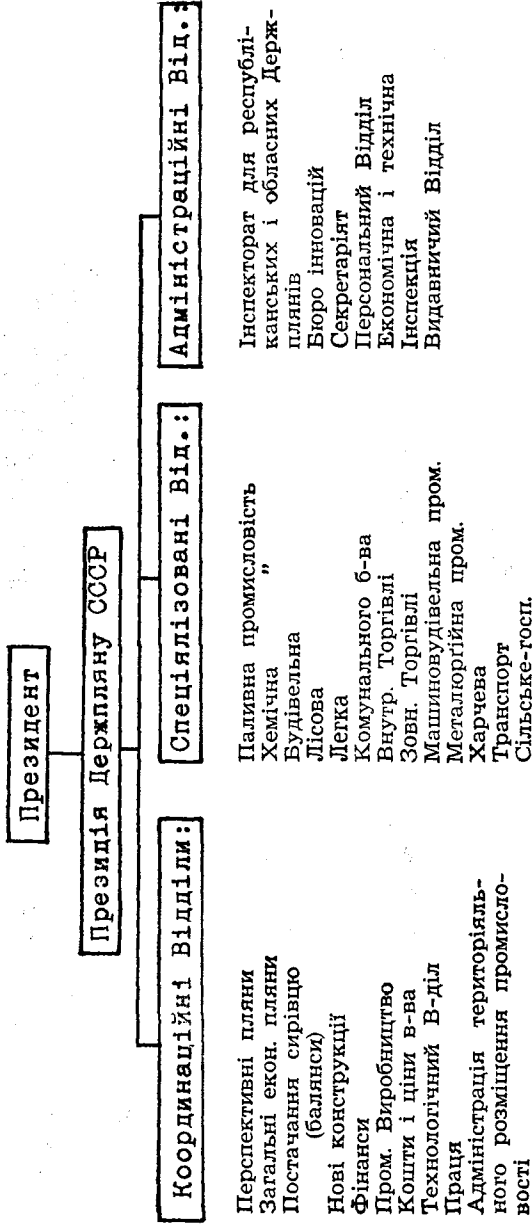 Президент
Президія Держпляну СССР
Координаційні Відділи:
Перспективні пляни
Загальні екон. пляни
Постачання сирівцю
(балянси)
Нові конструкції
Фінанси
Пром. Виробництво
Кошти і ціни в-ва
Технологічний В-діл
Праця
Адміністрація територіяль-
ного розміщення промисло-
вості
Спеціялізовані Від.:
Паливна промисловість
Хемічна "
Будівельна
Лісова
Легка
Комунального б-ва
Внутр. Торгівлі
Зовн. Торгівлі
Машиновудівельна пром.
Металюргійна пром.
Харчева
Транспорт
Сільське-госп.
Адміністраційні Від.:
Інспекторат для республі-
канських і обласних Держ-
плянів
Бюро інновацій
Секретаріят
Персональний Відділ
Економічна і технічна
Інспекція
Видавничий Відділ